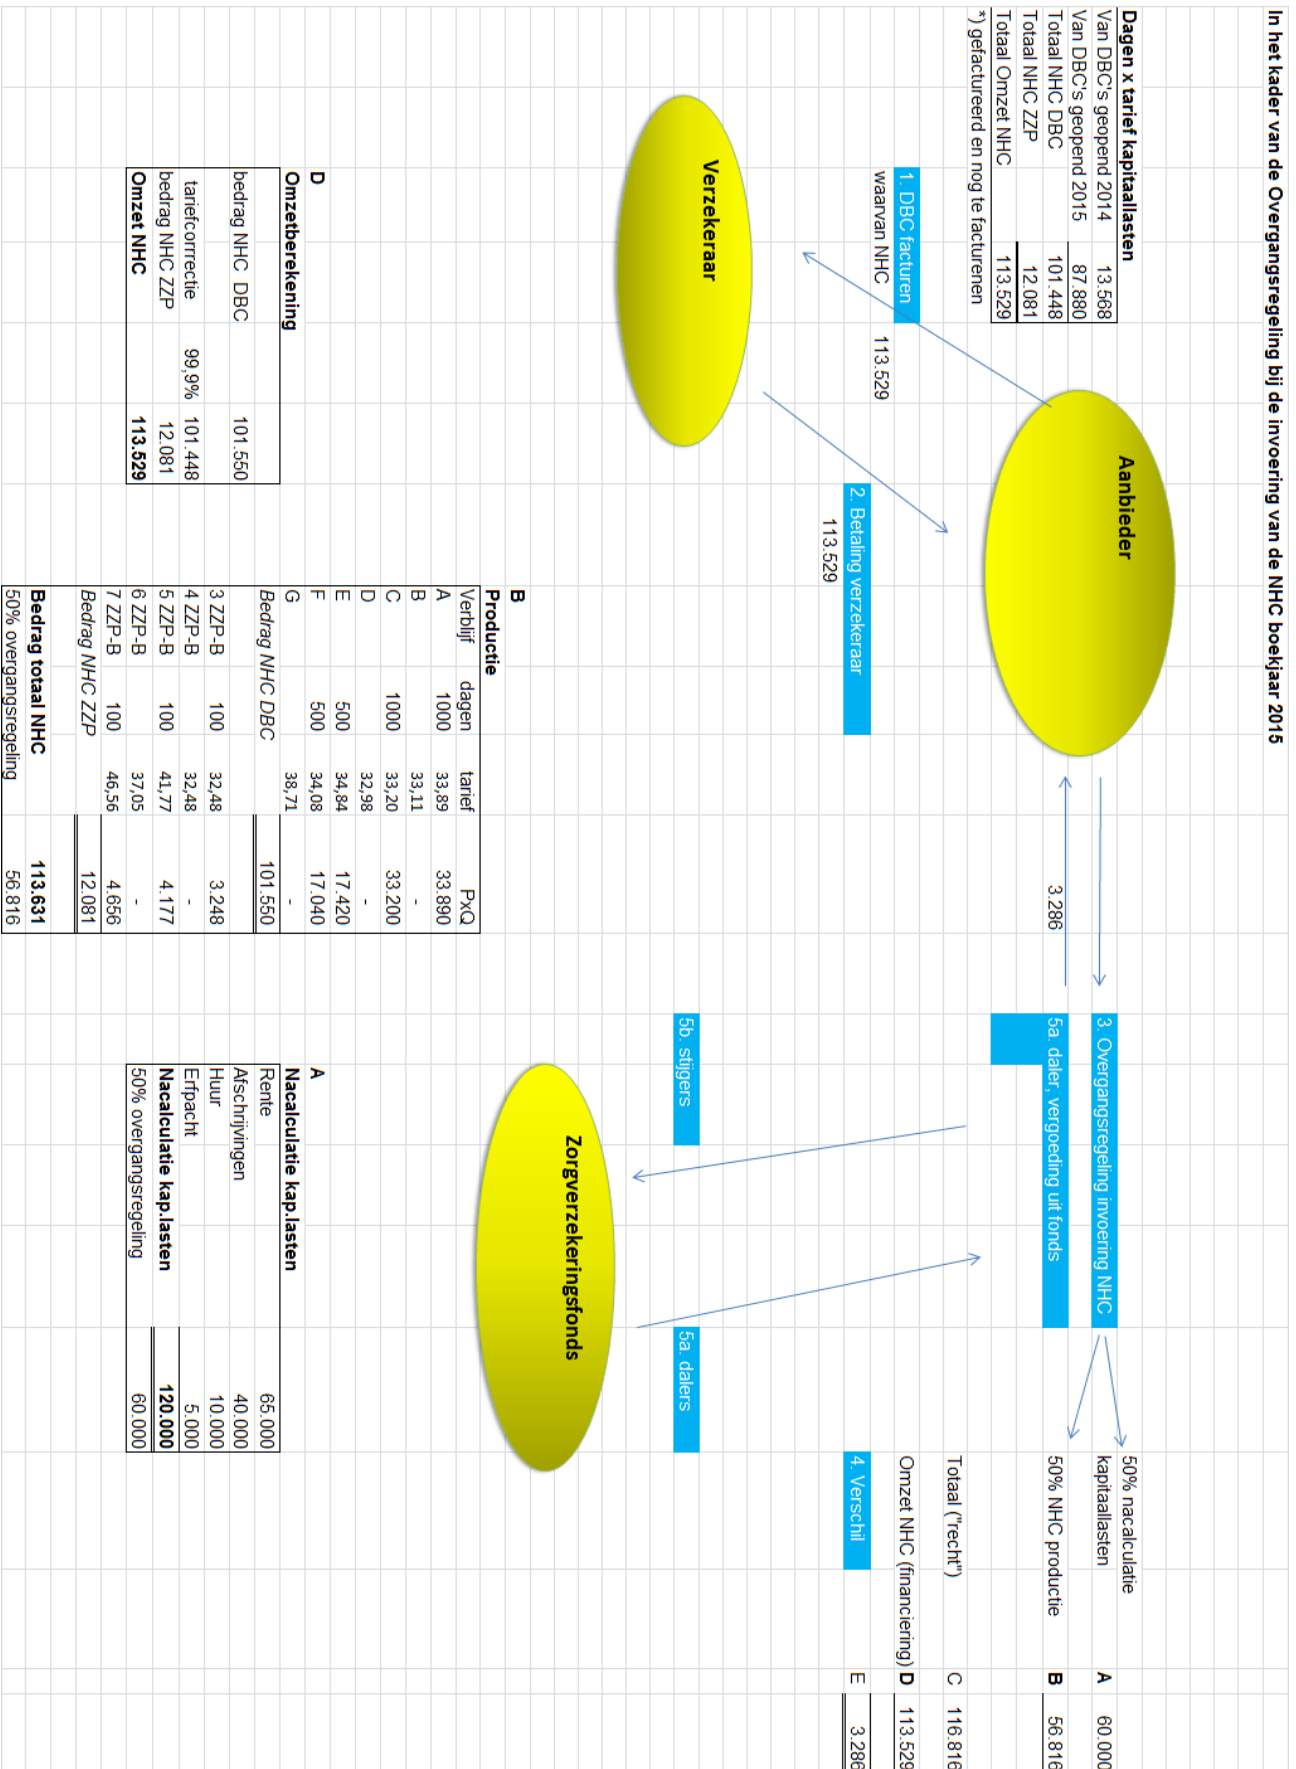 In het kader van de Overgangsregeling bij de invoering van de NHC boekjaar 2015
Dagen x tarief kapitaallasten
Van DBC's geopend 2014 13.568
Van DBC's geopend 2015 87.880
Totaal NHC DBC 101.448
Totaal NHC ZZP 12.081
Totaal Omzet NHC 113.529
*) gefactureerd en nog te facturenen
Aanbieder
3. Overgangsregeling invoering NHC
5a. daler, vergoeding uit fonds
3.286
50% nacalculatie
kapitaallasten A 60.000
50% NHC productie B 56.816
Totaal ("recht") C 116.816
Omzet NHC (financiering) D 113.529
4. Verschil E 3.286
1. DBC facturen
waarvan NHC 113.529
2. Betaling verzekeraar
113.529
Verzekeraar
5b. stijgers
5a. dalers
Zorgverzekeringsfonds
D
Omzetberekening
bedrag NHC DBC 101.550
tariefcorrrectie 99,9% 101.448
bedrag NHC ZZP 12.081
Omzet NHC 113.529
B
Productie
Verblijf dagen tarief PxQ
A 1000 33,89 33.890
B 33,11 -
C 1000 33,20 33.200
D 32,98 -
E 500 34,84 17.420
F 500 34,08 17.040
G 38,71 -
Bedrag NHC DBC 101.550
3 ZZP-B 100 32,48 3.248
4 ZZP-B 32,48 -
5 ZZP-B 100 41,77 4.177
6 ZZP-B 37,05 -
7 ZZP-B 100 46,56 4.656
Bedrag NHC ZZP 12.081
Bedrag totaal NHC 113.631
50% overgangsregeling 56.816
A
Nacalculatie kap.lasten
Rente 65.000
Afschrijvingen 40.000
Huur 10.000
Erfpacht 5.000
Nacalculatie kap.lasten 120.000
50% overgangsregeling 60.000